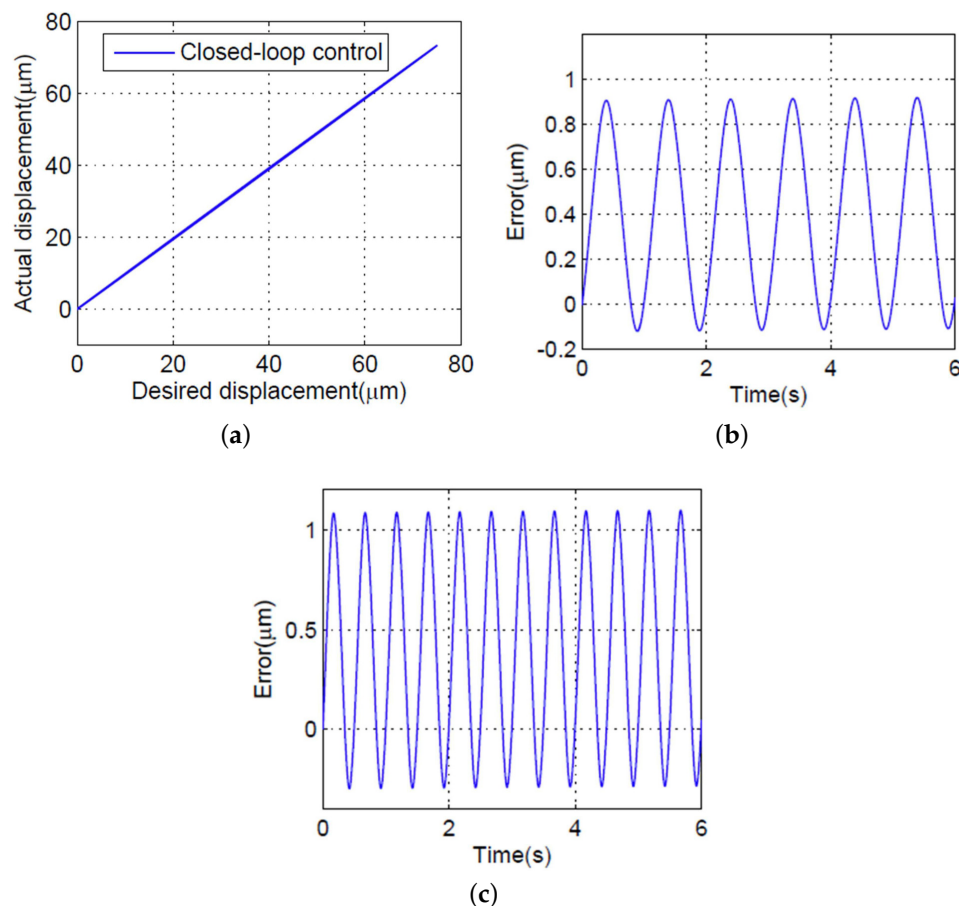 80
60
40
20
0
Actual displacement(μm)
Closed-loop control
0 20 40 60 80
Desired displacement(μm)
(a)
1
0.8
0.6
0.4
0.2
0
-0.2
Error(μm)
0 2 4 6
Time(s)
(b)
1
0.5
0
Error(μm)
0 2 4 6
Time(s)
(c)